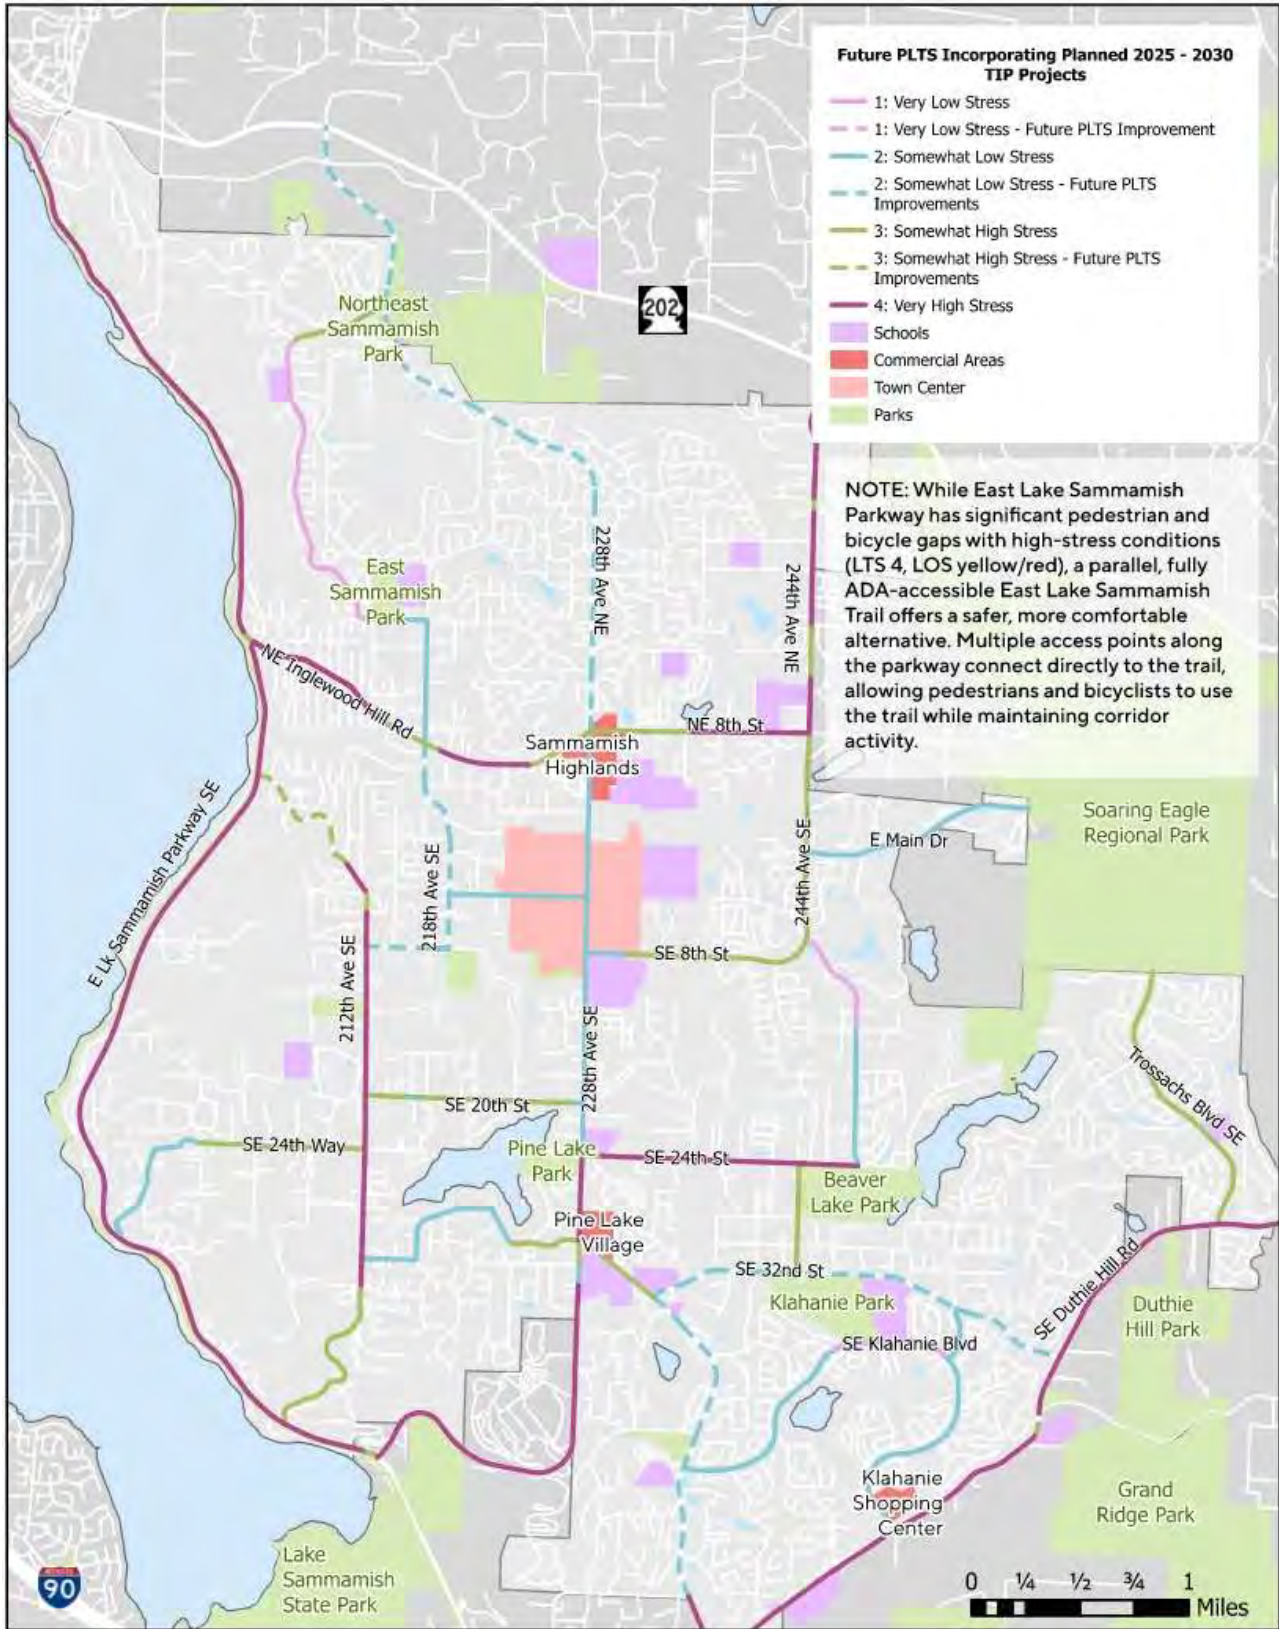 Future PLTS Incorporating Planned 2025 - 2030
TIP Projects
1: Very Low Stress
1: Very Low Stress - Future PLTS Improvement
2: Somewhat Low Stress
2: Somewhat Low Stress - Future PLTS
Improvements
3: Somewhat High Stress
3: Somewhat High Stress - Future PLTS
Improvements
4: Very High Stress
Schools
Commercial Areas
Town Center
Parks
NOTE: While East Lake Sammamish
Parkway has significant pedestrian and
bicycle gaps with high-stress conditions
(LTS 4, LOS yellow/red), a parallel, fully
ADA-accessible East Lake Sammamish
Trail offers a safer, more comfortable
alternative. Multiple access points along
the parkway connect directly to the trail,
allowing pedestrians and bicyclists to use
the trail while maintaining corridor
activity.
202
Northeast
Sammamish
Park
228th Ave NE
244th Ave NE
East
Sammamish
Park
NE Inglewood Hill Rd
NE 8th St
Sammamish
Highlands
E Lk Sammamish Parkway SE
218th Ave SE
244th Ave SE
E Main Dr
Soaring Eagle
Regional Park
212th Ave SE
SE 8th St
228th Ave SE
Trossachs Blvd SE
SE 20th St
SE 24th Way
Pine Lake
Park
SE 24th St
Beaver
Lake Park
Pine Lake
Village
SE 32nd St
Klahanie Park
SE Duthie Hill Rd
Duthie
Hill Park
SE Klahanie Blvd
Klahanie
Shopping
Center
Grand
Ridge Park
Lake
Sammamish
State Park
90
0 1/4 1/2 3/4 1
Miles